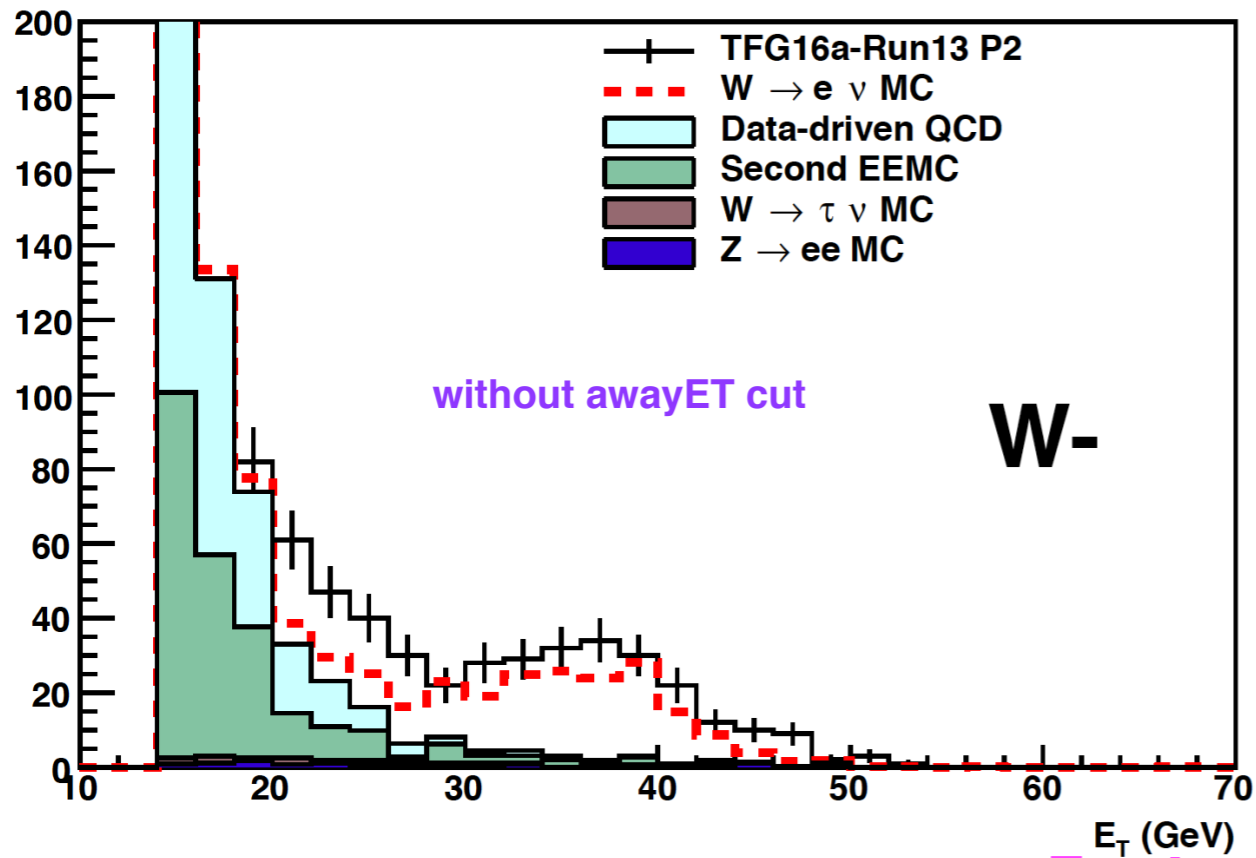 200
180
160
140
120
100
80
60
40
20
0
TFG16a-Run13 P2
W → e ν MC
Data-driven QCD
Second EEMC
W → τ ν MC
Z → ee MC
without awayET cut
W-
10 20 30 40 50 60 70
E_T (GeV)